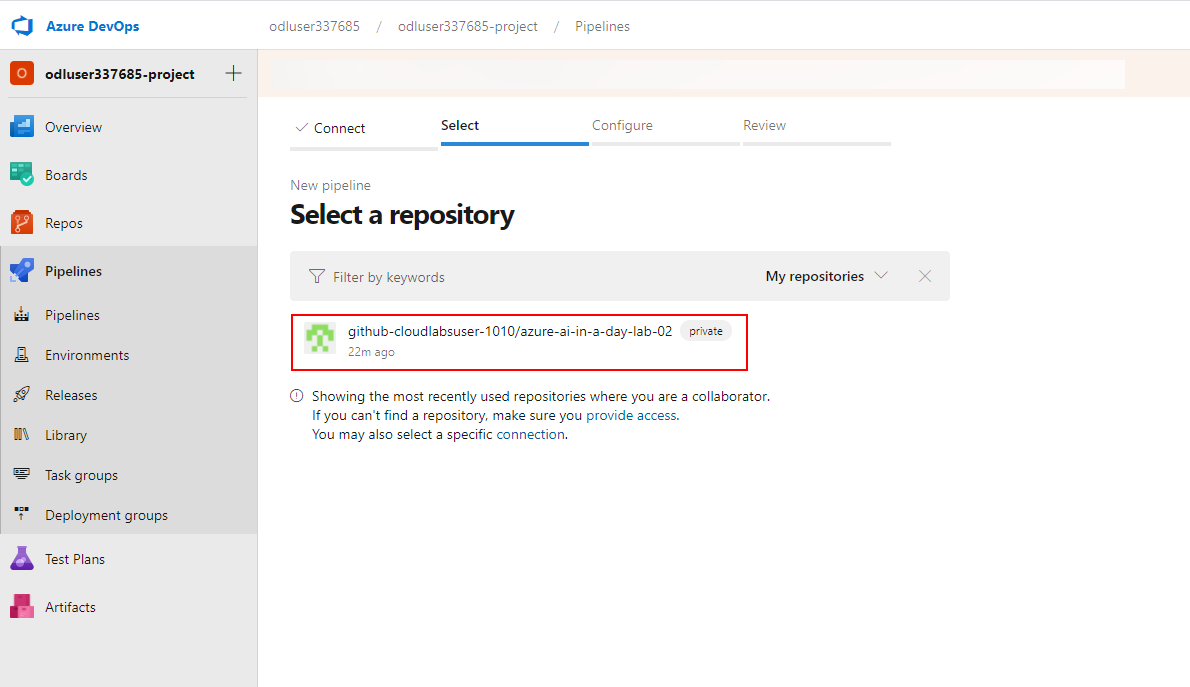 Azure DevOps
odluser337685 / odluser337685-project / Pipelines
O odluser337685-project
Overview
Boards
Repos
Pipelines
Pipelines
Environments
Releases
Library
Task groups
Deployment groups
Test Plans
Artifacts
Connect Select Configure Review
New pipeline
Select a repository
Filter by keywords My repositories
github-cloudlabsuser-1010/azure-ai-in-a-day-lab-02 private
22m ago
Showing the most recently used repositories where you are a collaborator.
If you can't find a repository, make sure you provide access.
You may also select a specific connection.